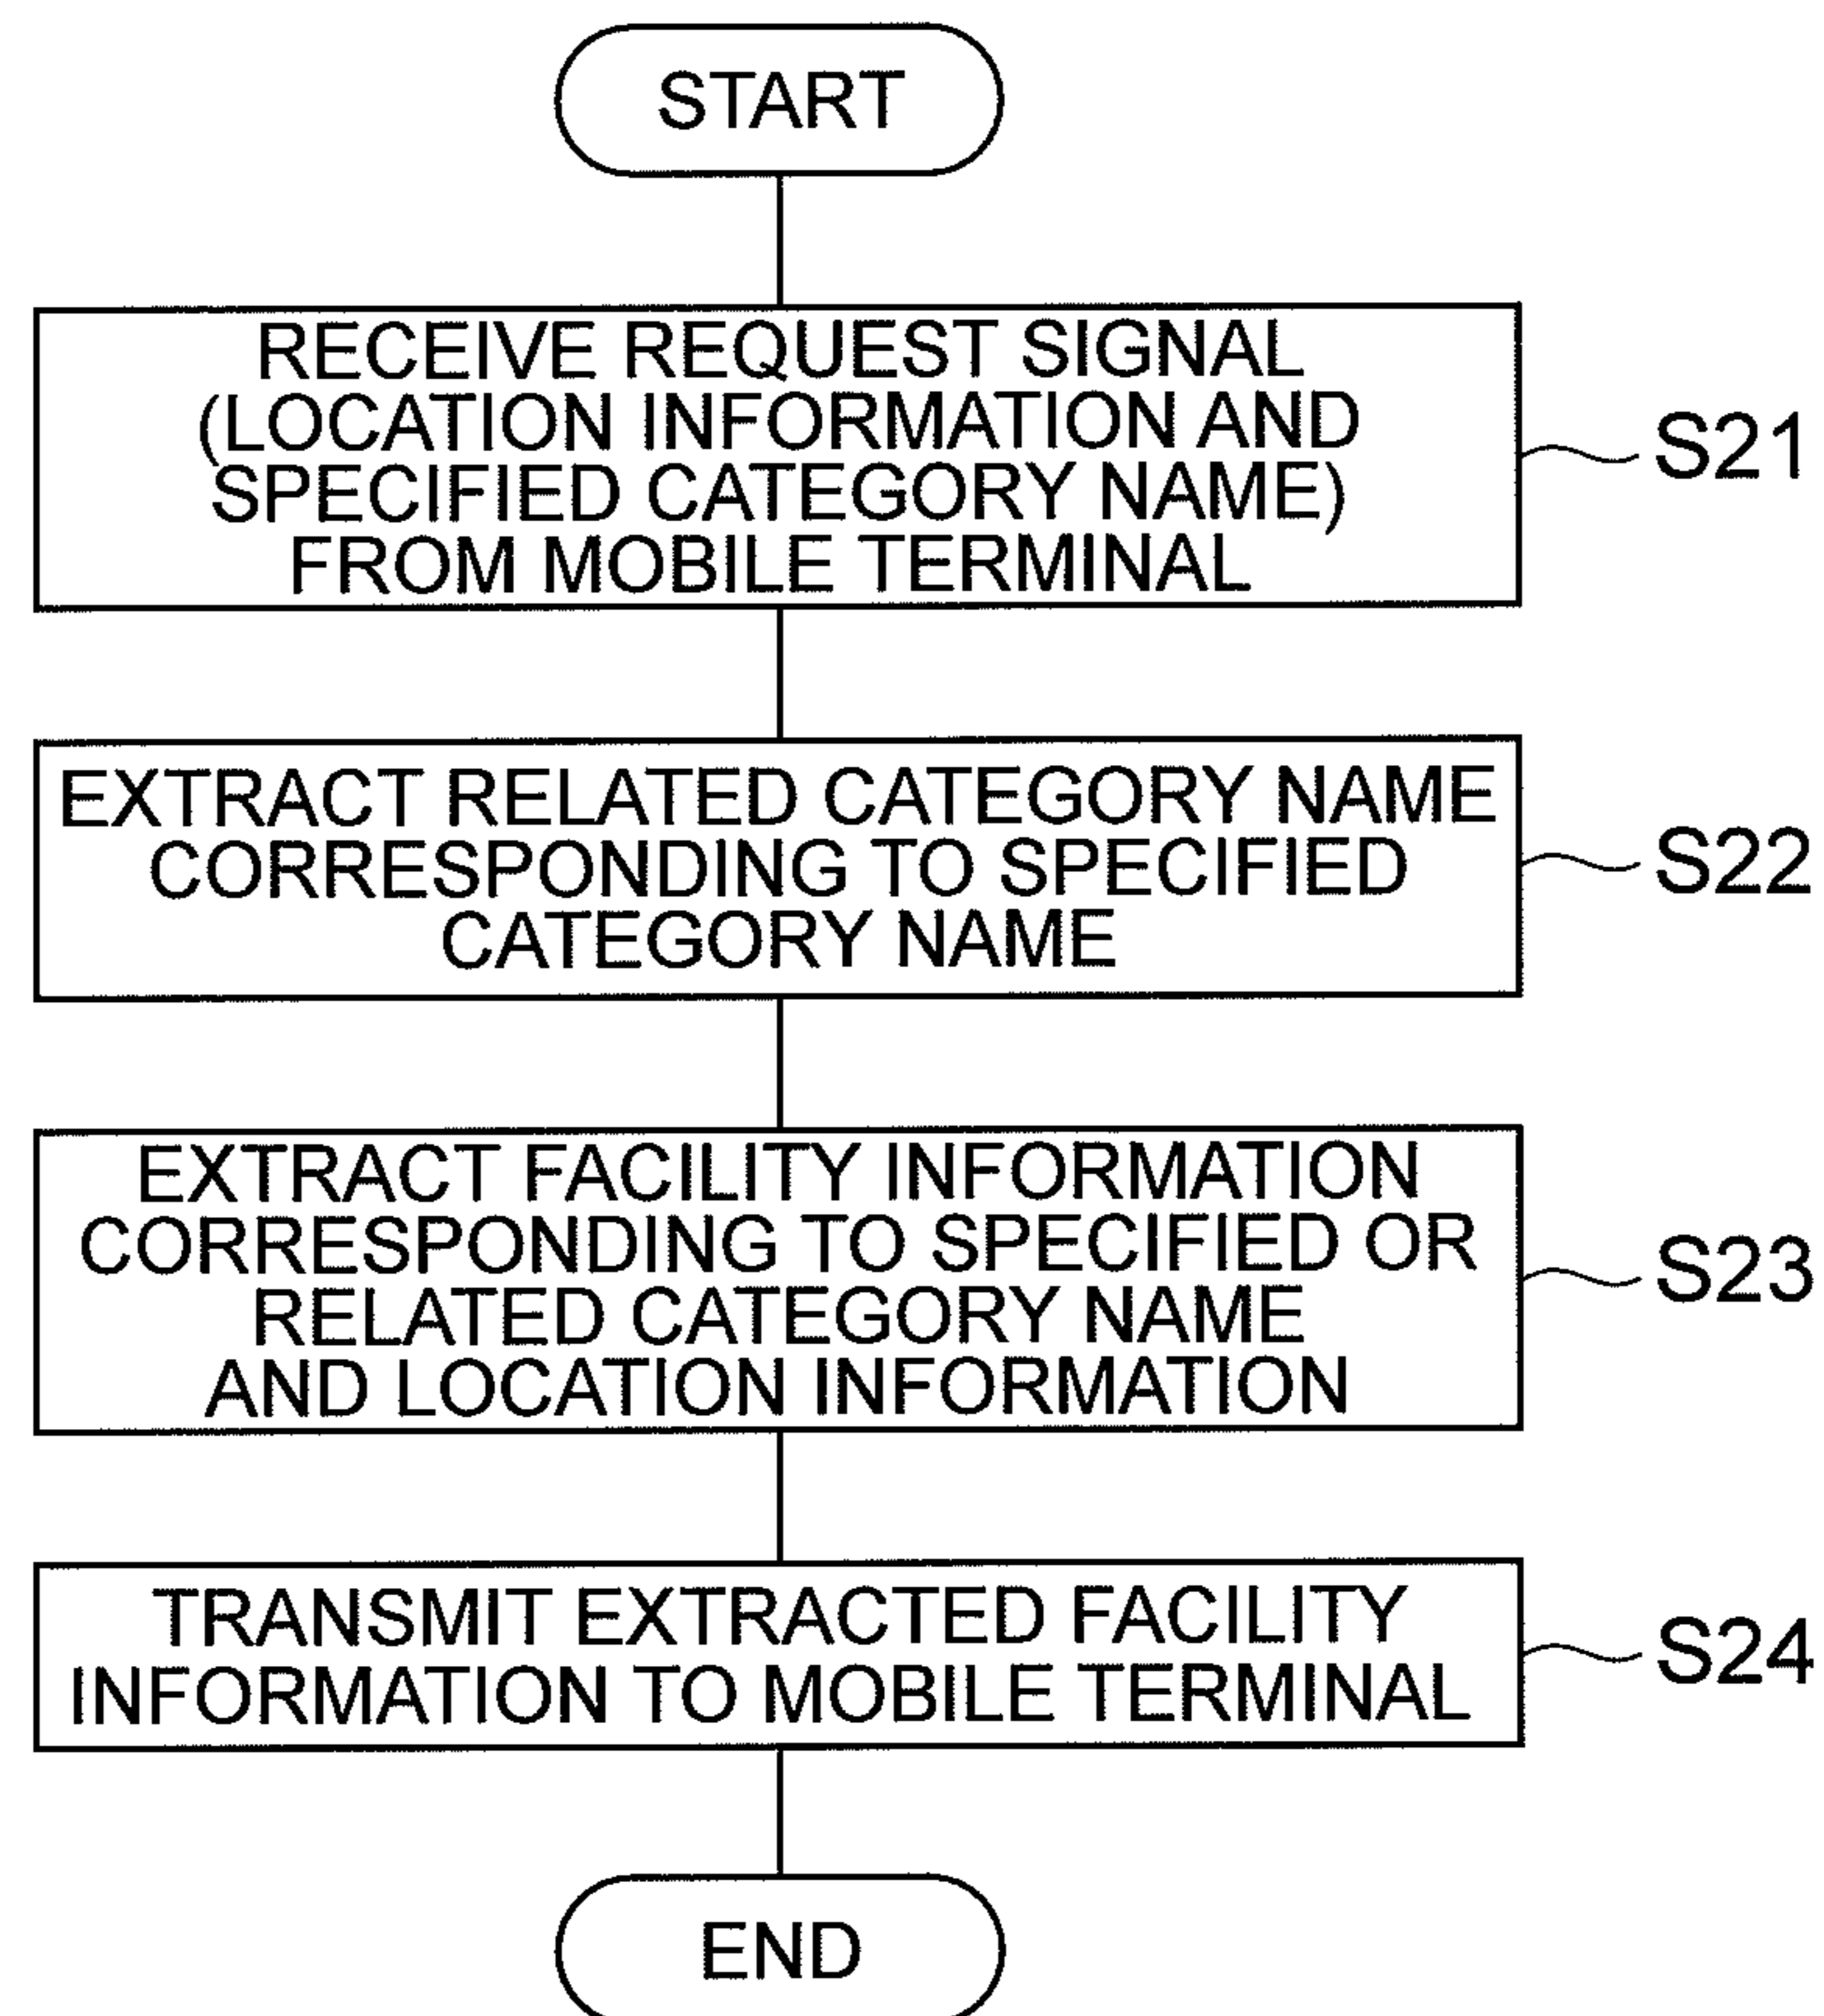 START
RECEIVE REQUEST SIGNAL
(LOCATION INFORMATION AND
SPECIFIED CATEGORY NAME)
FROM MOBILE TERMINAL
S21
EXTRACT RELATED CATEGORY NAME
CORRESPONDING TO SPECIFIED
CATEGORY NAME
S22
EXTRACT FACILITY INFORMATION
CORRESPONDING TO SPECIFIED OR
RELATED CATEGORY NAME
AND LOCATION INFORMATION
S23
TRANSMIT EXTRACTED FACILITY
INFORMATION TO MOBILE TERMINAL
S24
END